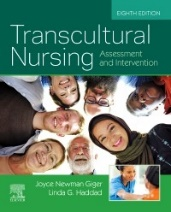 EIGHTH EDITION
Transcultural
Nursing
Assessment
and Intervention
Joyce Newman Giger
Linda G. Haddad